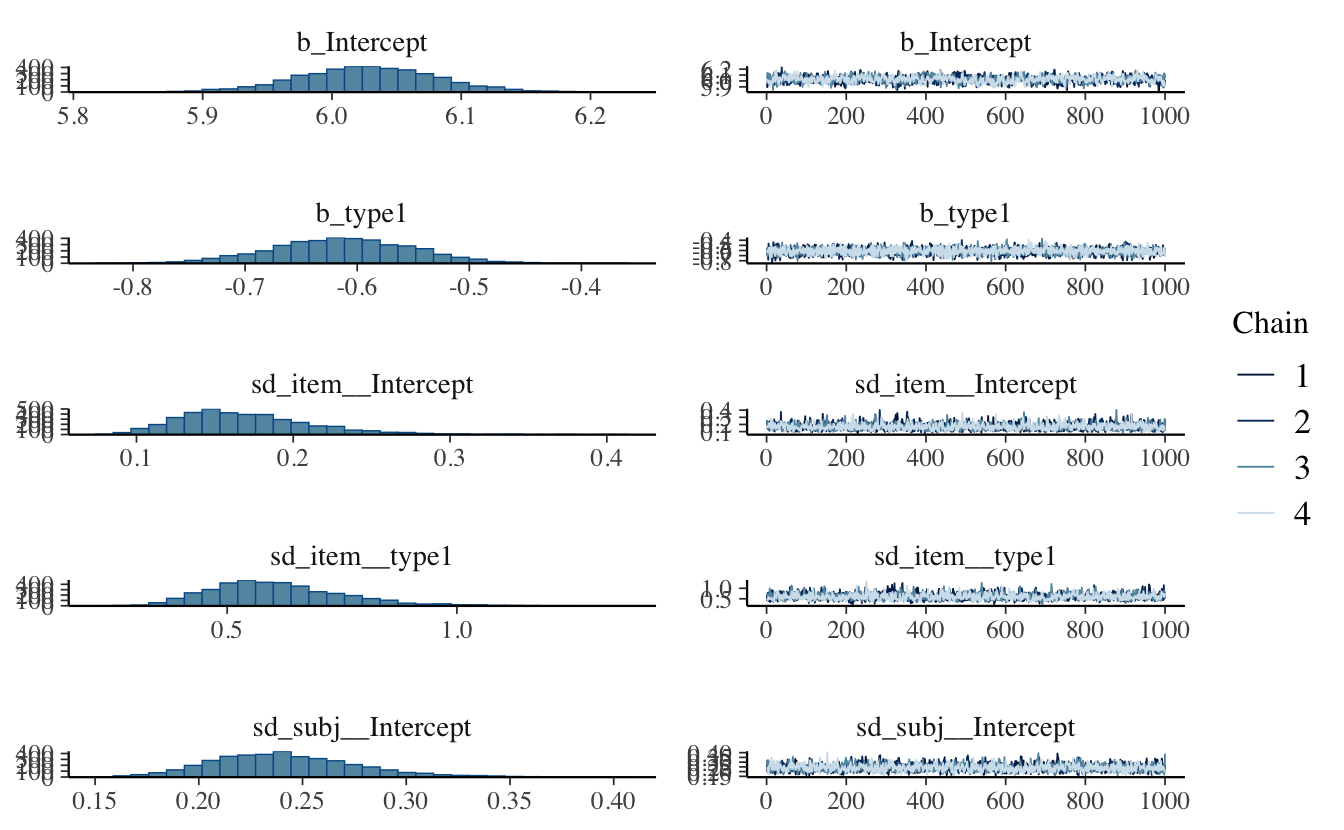 b_Intercept
b_Intercept
5.8 5.9 6.0 6.1 6.2
0 200 400 600 800 1000
b_type1
b_type1
-0.8 -0.7 -0.6 -0.5 -0.4
0 200 400 600 800 1000
Chain
1
2
3
4
sd_item__Intercept
sd_item__Intercept
0.1 0.2 0.3 0.4
0 200 400 600 800 1000
sd_item__type1
sd_item__type1
1.0
0.5
0.5 1.0
0 200 400 600 800 1000
sd_subj__Intercept
sd_subj__Intercept
0.15 0.20 0.25 0.30 0.35 0.40
0 200 400 600 800 1000